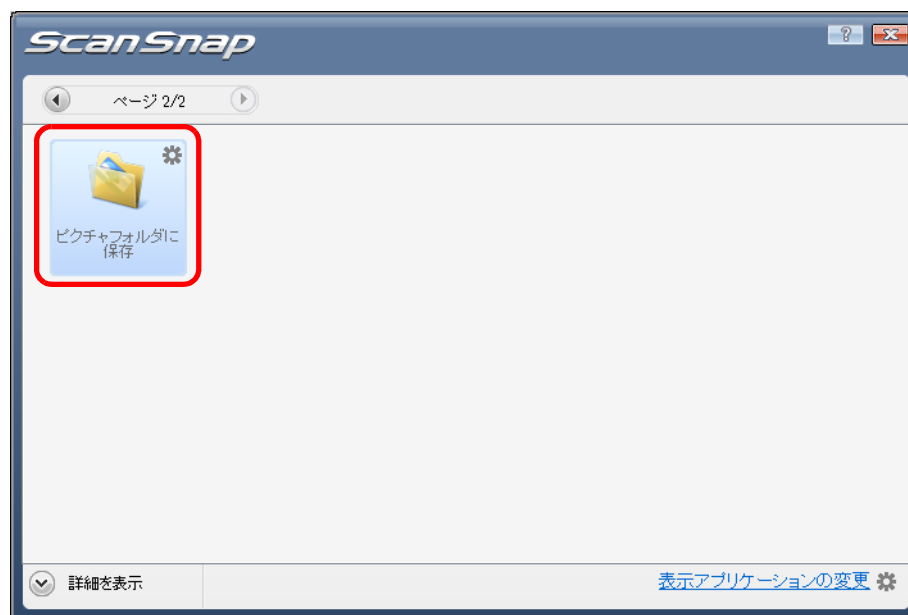 ScanSnap
?
ページ 2/2
ピクチャフォルダに
保存
詳細を表示
表示アプリケーションの変更